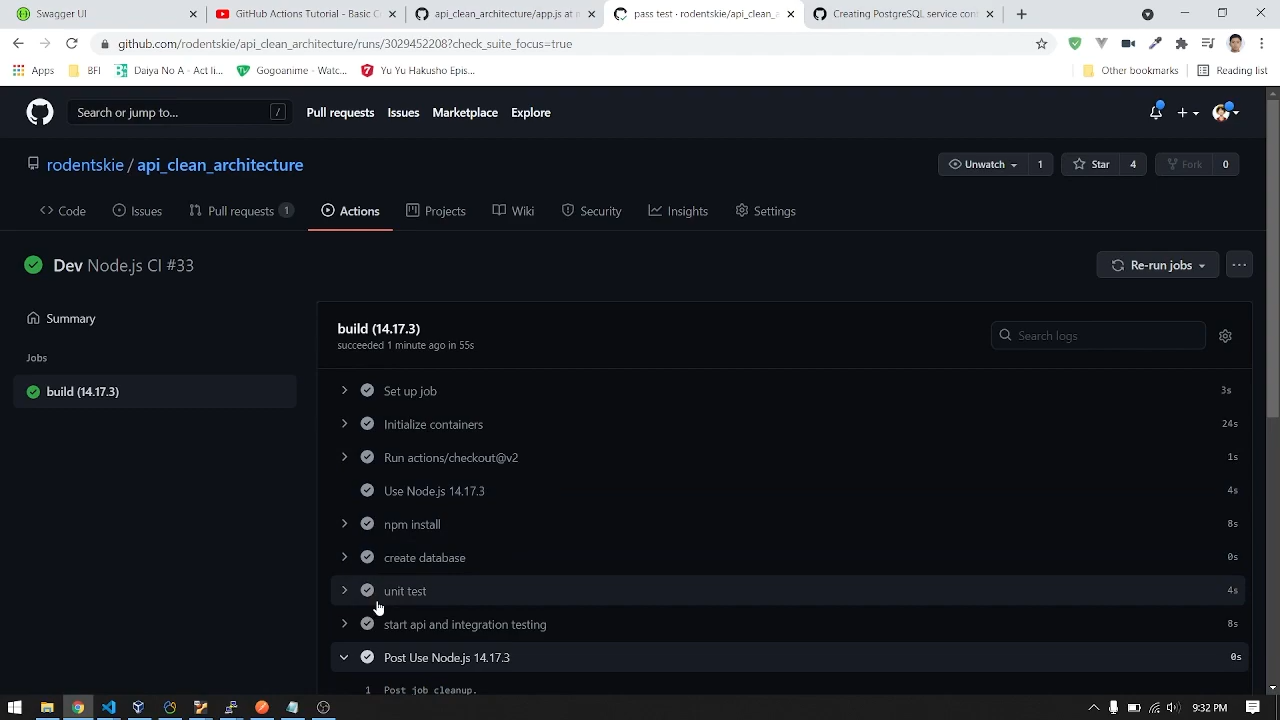 Swagger UI
GitHub Actions Tutorial - Basic C
api_clean_architecture/app.js at
pass test · rodentskie/api_clean_a
Creating PostgreSQL service cont
github.com/rodentskie/api_clean_architecture/runs/3029452208?check_suite_focus=true
Apps
BFI
Daiya No A - Act li...
Gogoanime - Watc...
Yu Yu Hakusho Epis...
Other bookmarks
Reading list
Search or jump to...
/
Pull requests
Issues
Marketplace
Explore
rodentskie / api_clean_architecture
Unwatch 1
Star 4
Fork 0
Code
Issues
Pull requests 1
Actions
Projects
Wiki
Security
Insights
Settings
Dev Node.js CI #33
Re-run jobs
Summary
Jobs
build (14.17.3)
build (14.17.3)
succeeded 1 minute ago in 55s
Search logs
Set up job 3s
Initialize containers 24s
Run actions/checkout@v2 1s
Use Node.js 14.17.3 4s
npm install 8s
create database 0s
unit test 4s
start api and integration testing 8s
Post Use Node.js 14.17.3 0s
1 Post job cleanup.
9:32 PM